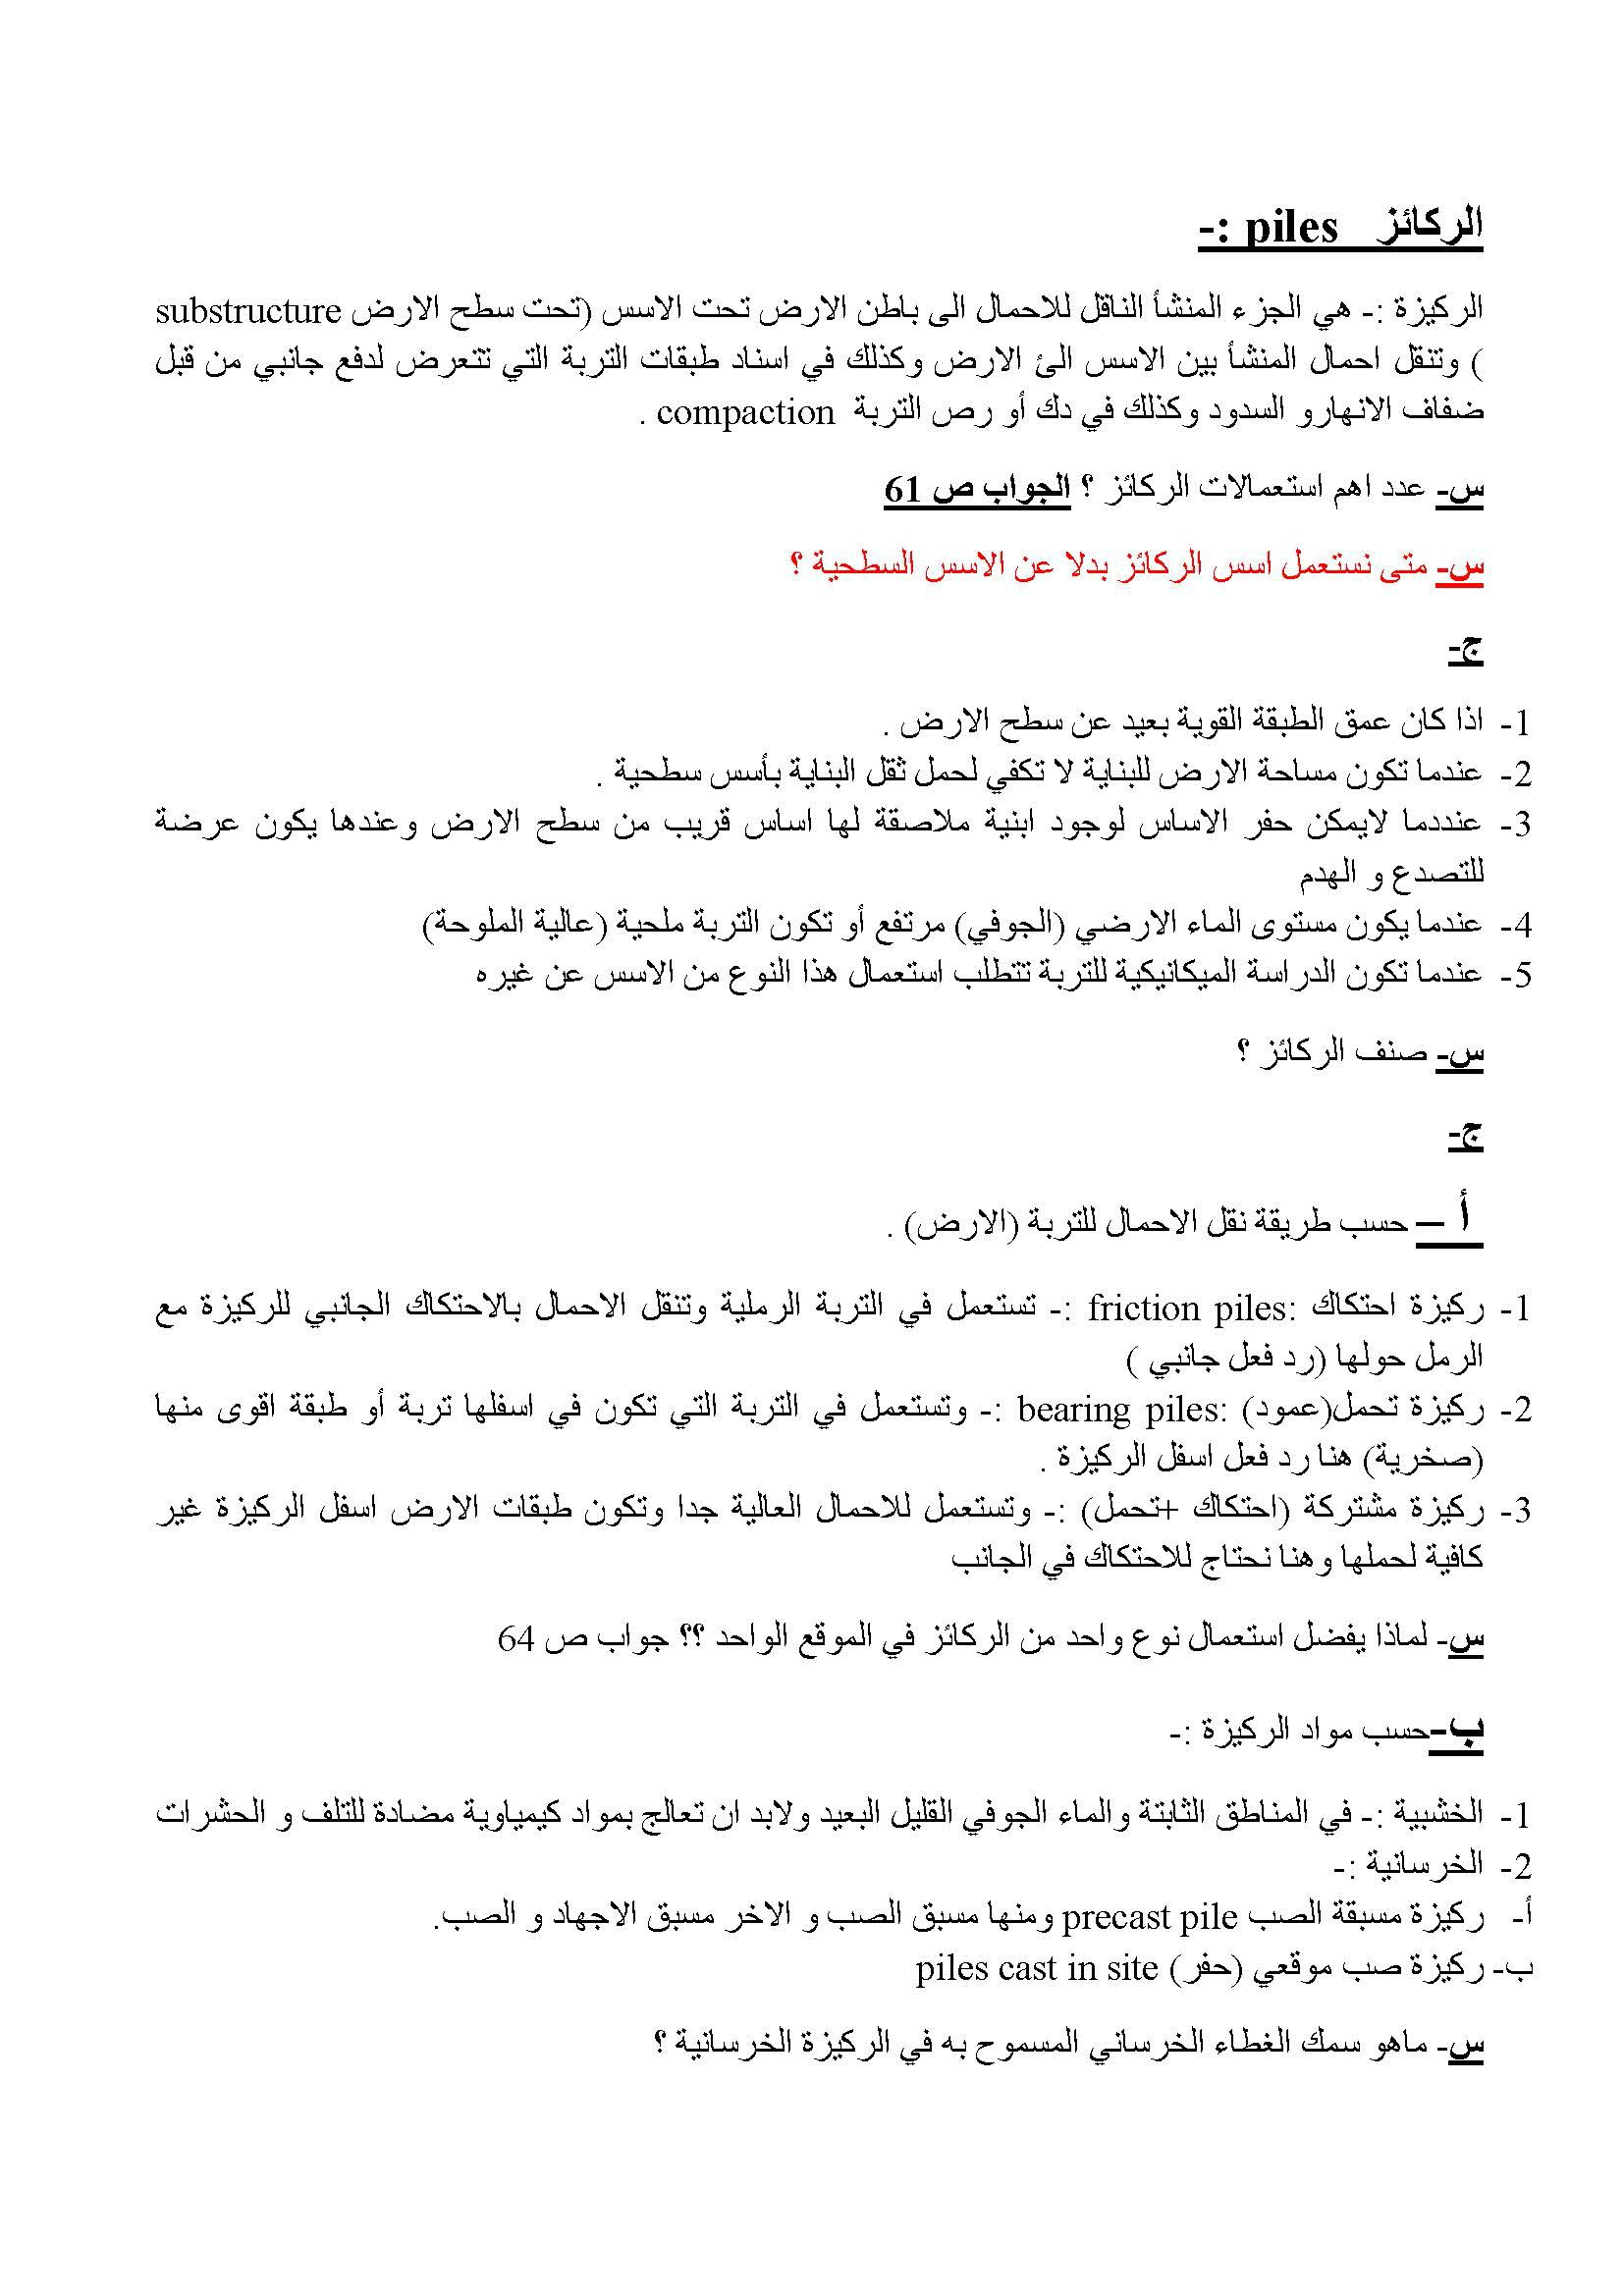 الركائز piles :-
الركيزة :- هي الجزء المنشأ الناقل للاحمال الى باطن الارض تحت الاسس (تحت سطح الارض substructure
) وتنقل احمال المنشأ بين الاسس الئ الارض وكذلك في اسناد طبقات التربة التي تتعرض لدفع جانبي من قبل
ضفاف الانهارو السدود وكذلك في دك أو رص التربة compaction .
س- عدد اهم استعمالات الركائز ؟ الجواب ص 61
س- متى نستعمل اسس الركائز بدلا عن الاسس السطحية ؟
ج-
1- اذا كان عمق الطبقة القوية بعيد عن سطح الارض .
2- عندما تكون مساحة الارض للبناية لا تكفي لحمل ثقل البناية بأسس سطحية .
3- عنددما لايمكن حفر الاساس لوجود ابنية ملاصقة لها اساس قريب من سطح الارض وعندها يكون عرضة
للتصدع و الهدم
4- عندما يكون مستوى الماء الارضي (الجوفي) مرتفع أو تكون التربة ملحية (عالية الملوحة)
5- عندما تكون الدراسة الميكانيكية للتربة تتطلب استعمال هذا النوع من الاسس عن غيره
س- صنف الركائز ؟
ج-
أ – حسب طريقة نقل الاحمال للتربة (الارض) .
1- ركيزة احتكاك :friction piles :- تستعمل في التربة الرملية وتنقل الاحمال بالاحتكاك الجانبي للركيزة مع
الرمل حولها (رد فعل جانبي )
2- ركيزة تحمل(عمود) :bearing piles :- وتستعمل في التربة التي تكون في اسفلها تربة أو طبقة اقوى منها
(صخرية) هنا رد فعل اسفل الركيزة .
3- ركيزة مشتركة (احتكاك +تحمل) :- وتستعمل للاحمال العالية جدا وتكون طبقات الارض اسفل الركيزة غير
كافية لحملها وهنا نحتاج للاحتكاك في الجانب
س- لماذا يفضل استعمال نوع واحد من الركائز في الموقع الواحد ؟؟ جواب ص 64
ب-حسب مواد الركيزة :-
1- الخشبية :- في المناطق الثابتة والماء الجوفي القليل البعيد ولابد ان تعالج بمواد كيمياوية مضادة للتلف و الحشرات
2- الخرسانية :-
أ- ركيزة مسبقة الصب precast pile ومنها مسبق الصب و الاخر مسبق الاجهاد و الصب.
ب- ركيزة صب موقعي (حفر) piles cast in site
س- ماهو سمك الغطاء الخرساني المسموح به في الركيزة الخرسانية ؟